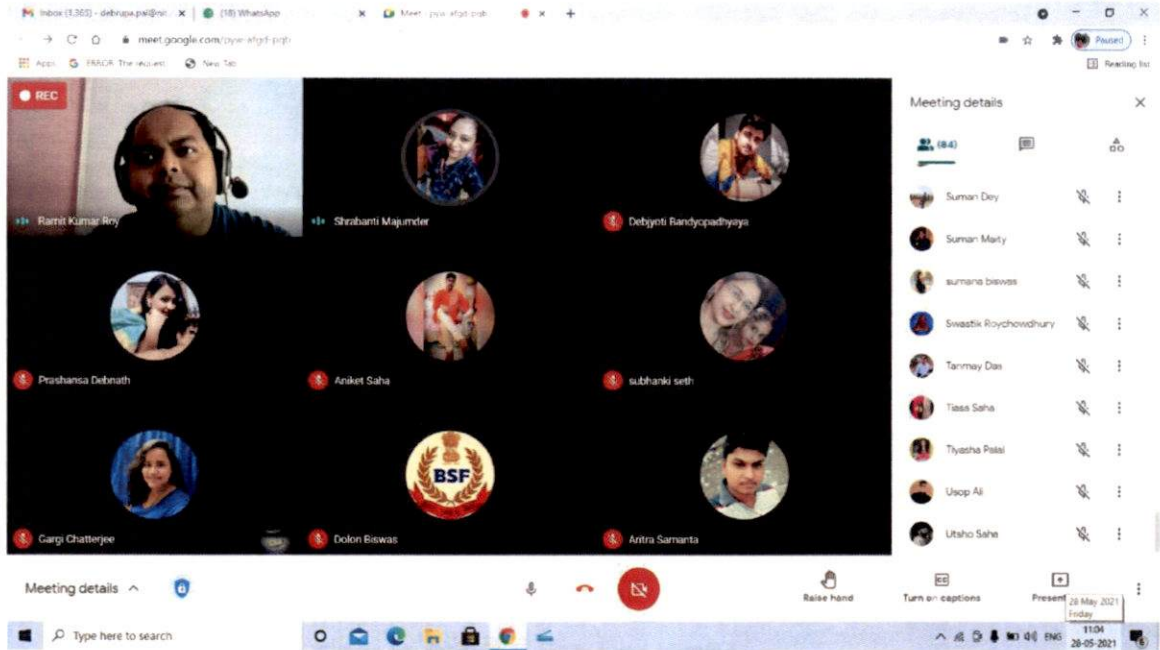 Inbox (1,365) - debrupa.pal@nit
(18) WhatsApp
Meet - pyw-afgd-pqb
meet.google.com/pyw-afgd-pqb
Paused
Apps
ERROR: The request
New Tab
Reading list
REC
Meeting details
(84)
Ramit Kumar Roy
Shrabanti Majumder
Debjyoti Bandyopadhyaya
Prashansa Debnath
Aniket Saha
subhanki seth
Gargi Chatterjee
BSF
Dolon Biswas
Aritra Samanta
Suman Dey
Suman Maity
sumana biswas
Swastik Roychowdhury
Tanmay Das
Tiasa Saha
Tiyasha Palai
Usop Ali
Utsho Saha
Meeting details
Raise hand
CC
Turn on captions
Present
28 May 2021
Friday
Type here to search
ENG
11:04
28-05-2021
6